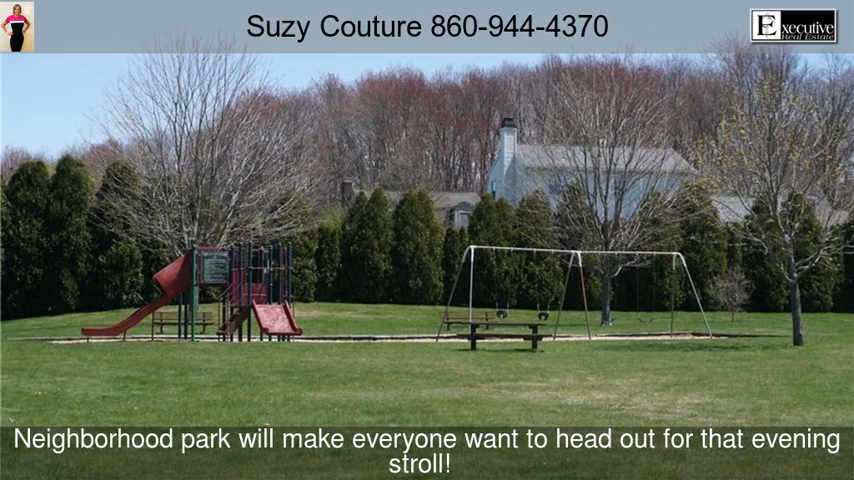 Suzy Couture 860-944-4370
E Executive
Real Estate
Neighborhood park will make everyone want to head out for that evening
stroll!